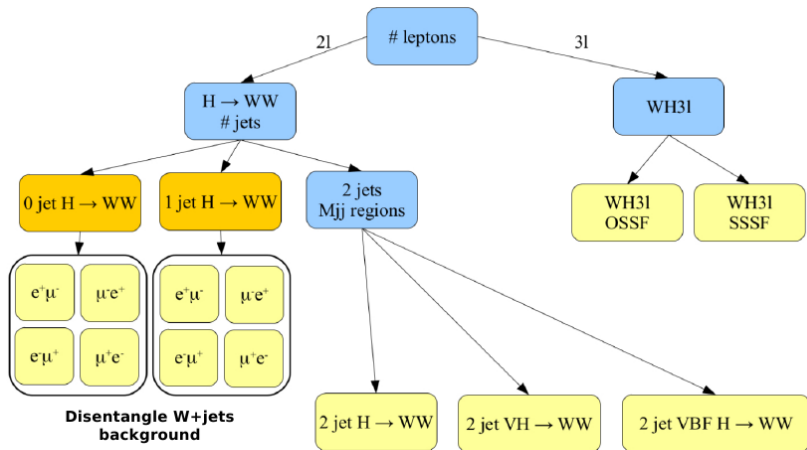 # leptons
2l
3l
H → WW
# jets
WH3l
0 jet H → WW
1 jet H → WW
2 jets
Mjj regions
WH3l
OSSF
WH3l
SSSF
e⁺μ⁻
μ⁻e⁺
e⁺μ⁻
μ⁻e⁺
e⁻μ⁺
μ⁺e⁻
e⁻μ⁺
μ⁺e⁻
Disentangle W+jets
background
2 jet H → WW
2 jet VH → WW
2 jet VBF H → WW